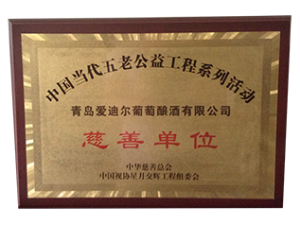 中国当代五老公益工程系列活动
青岛爱迪尔葡萄酿酒有限公司
慈善单位
中华慈善总会
中国视协星月交辉工程组委会